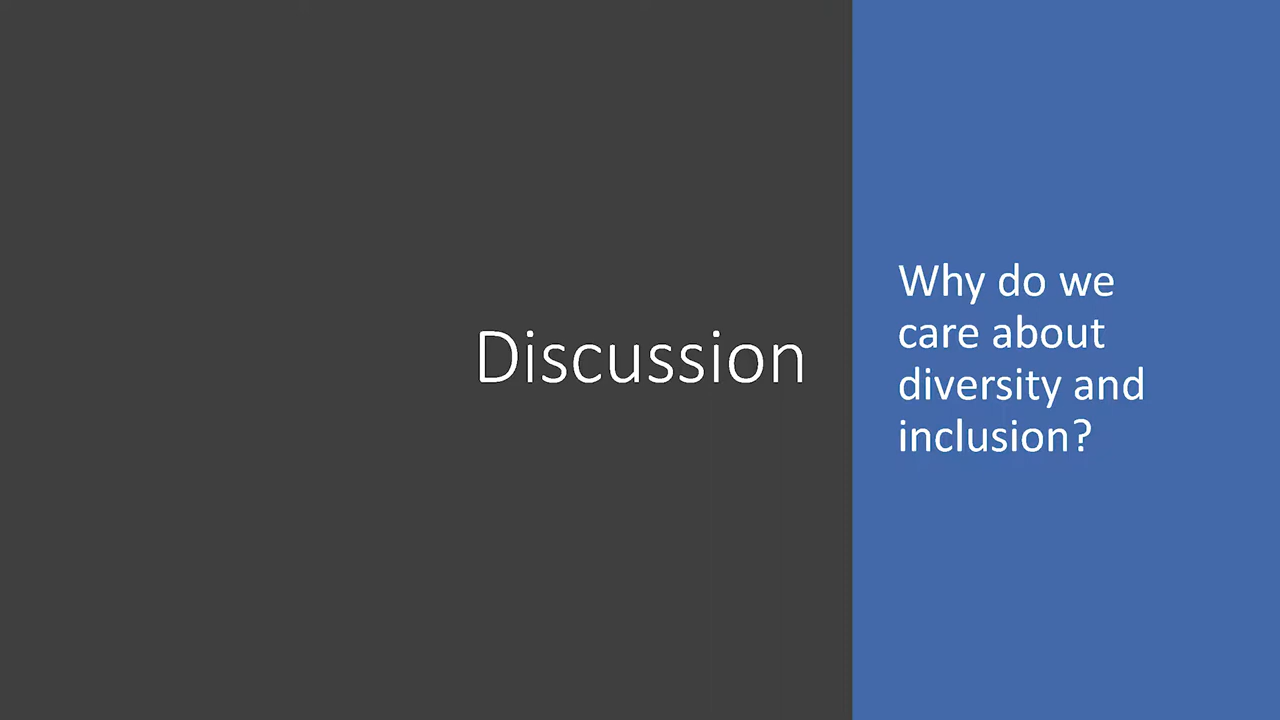 Discussion
Why do we
care about
diversity and
inclusion?